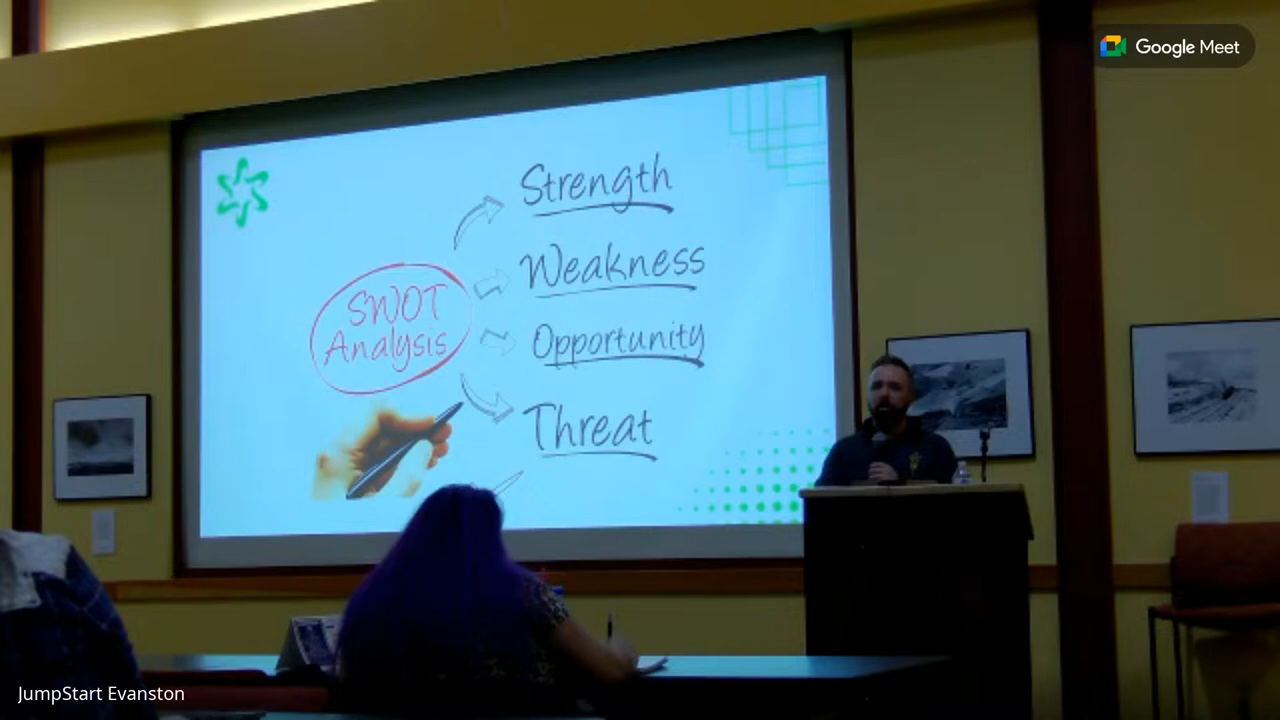 Google Meet
Strength
Weakness
SWOT
Analysis
Opportunity
Threat
JumpStart Evanston